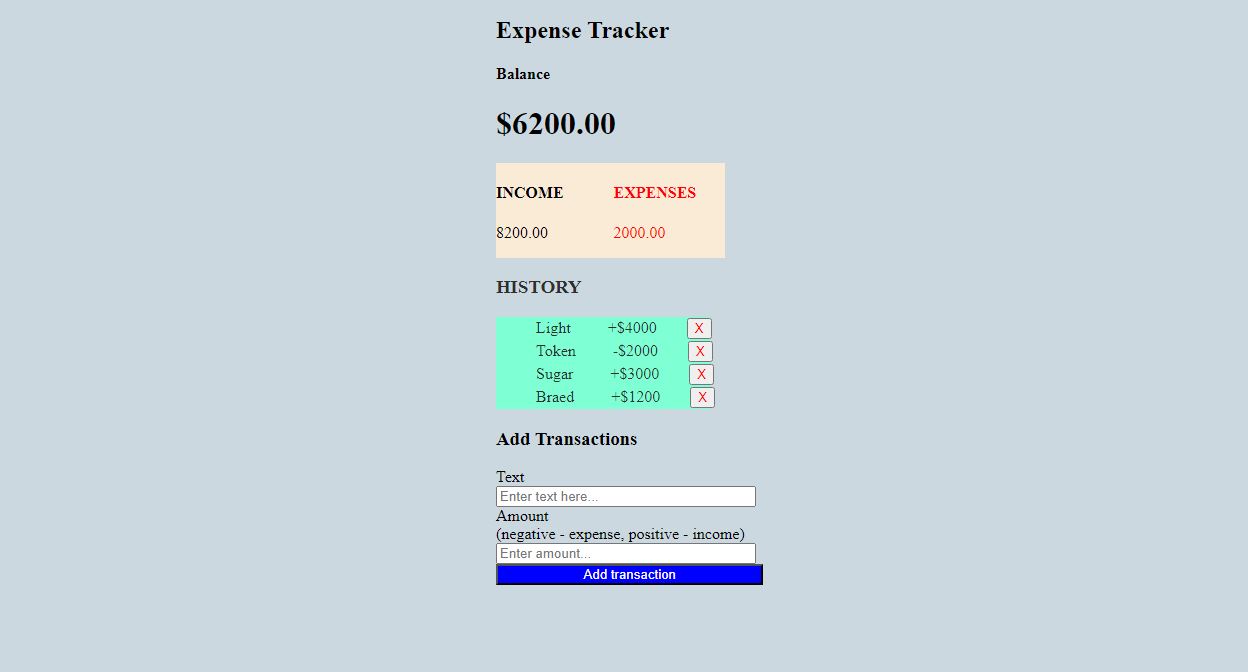 Expense Tracker
Balance
$6200.00
INCOME EXPENSES
8200.00 2000.00
HISTORY
Light +$4000 X
Token -$2000 X
Sugar +$3000 X
Braed +$1200 X
Add Transactions
Text
Enter text here...
Amount
(negative - expense, positive - income)
Enter amount...
Add transaction